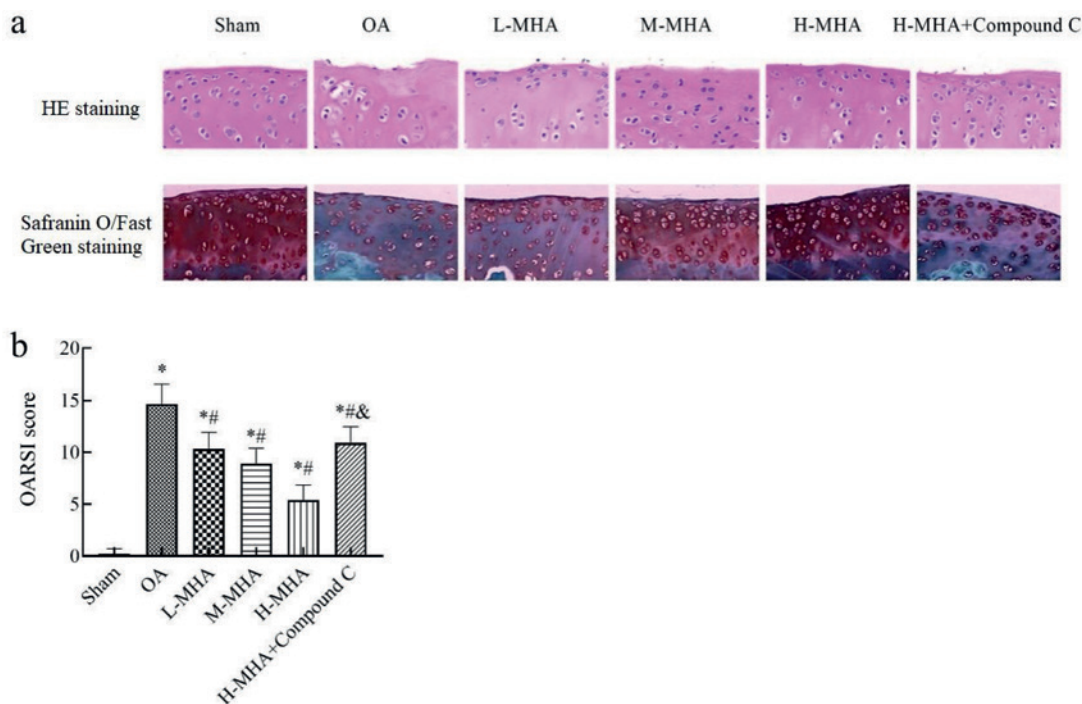 a
Sham OA L-MHA M-MHA H-MHA H-MHA+Compound C
HE staining
Safranin O/Fast
Green staining
b
OARSI score
20
15
10
5
0
*
*#
*#
*#
*#&
Sham
OA
L-MHA
M-MHA
H-MHA
H-MHA+Compound C